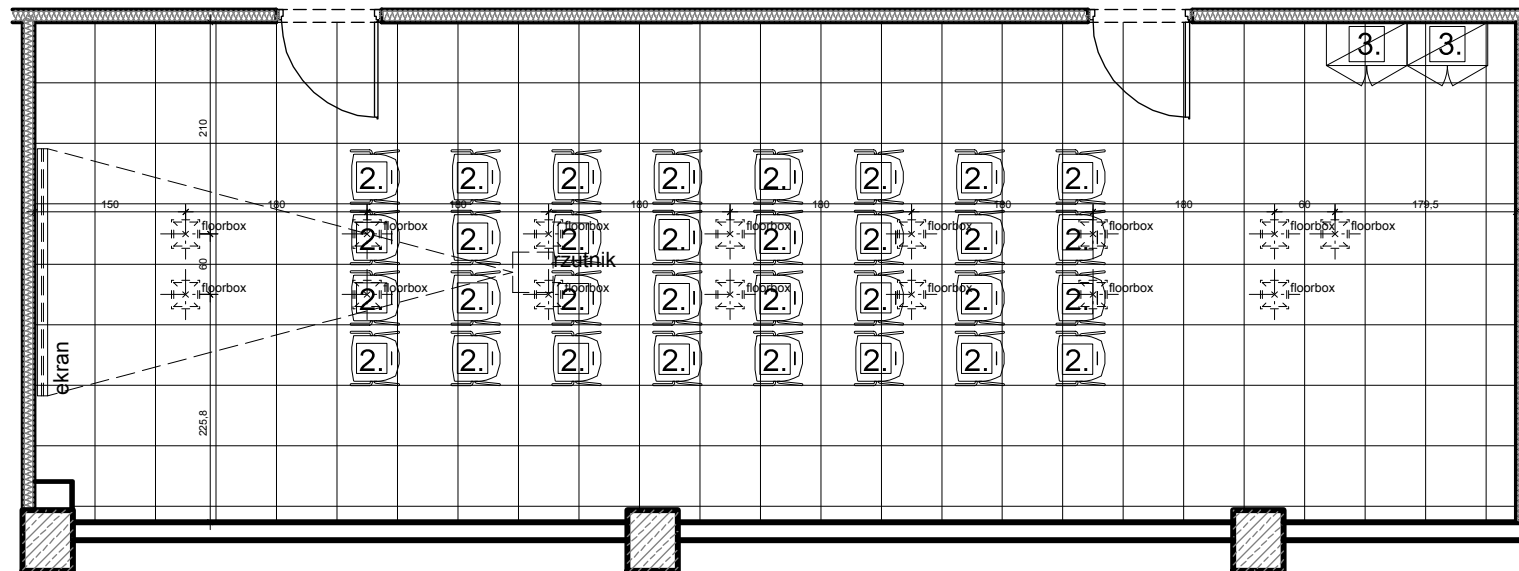 3. 3.
210
2. 2. 2. 2. 2. 2. 2. 2.
150 180 180 180 180 180 180 60 179,5
floorbox floorbox floorbox floorbox floorbox floorbox floorbox floorbox
2. 2. 2. 2. 2. 2. 2. 2.
60
rzutnik
floorbox floorbox floorbox floorbox floorbox floorbox floorbox
2. 2. 2. 2. 2. 2. 2. 2.
2. 2. 2. 2. 2. 2. 2. 2.
ekran
225,8